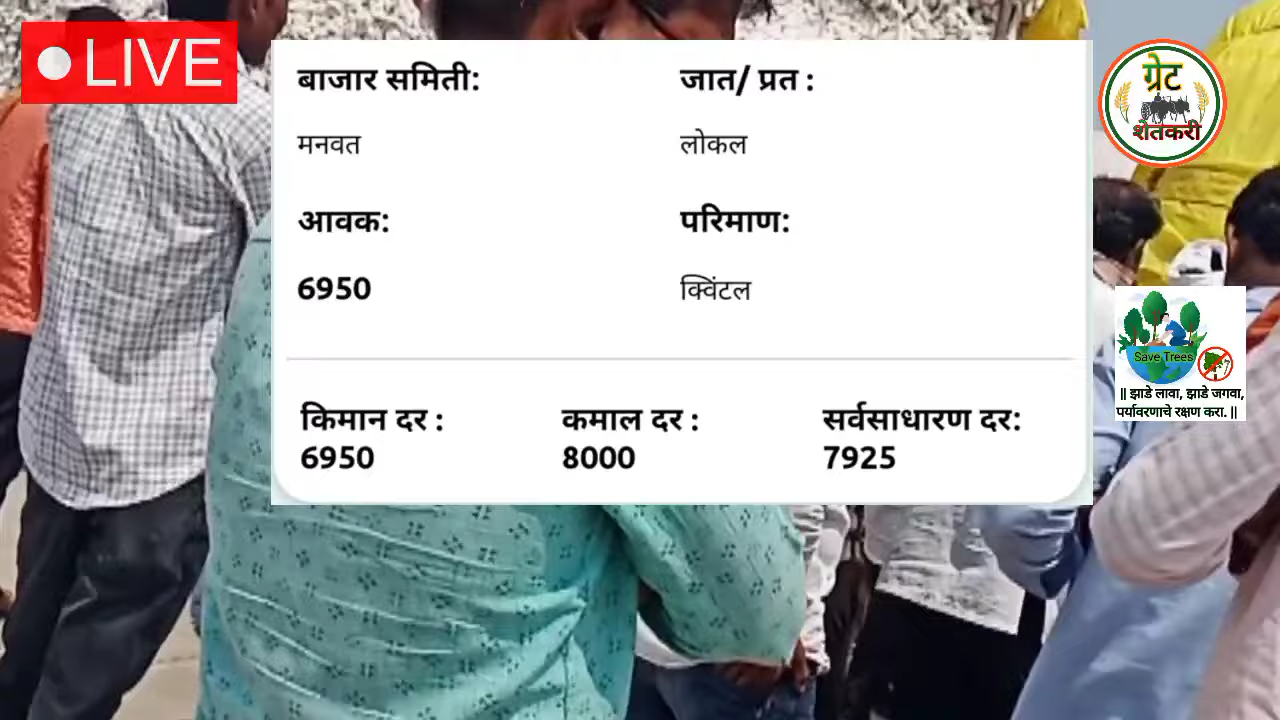 LIVE
बाजार समिती:
जात/ प्रत :
मनवत
लोकल
आवक:
परिमाण:
6950
क्विंटल
किमान दर :
कमाल दर :
सर्वसाधारण दर:
6950
8000
7925
ग्रेट
शेतकरी
Save Trees
|| झाडे लावा, झाडे जगवा,
पर्यावरणाचे रक्षण करा. ||